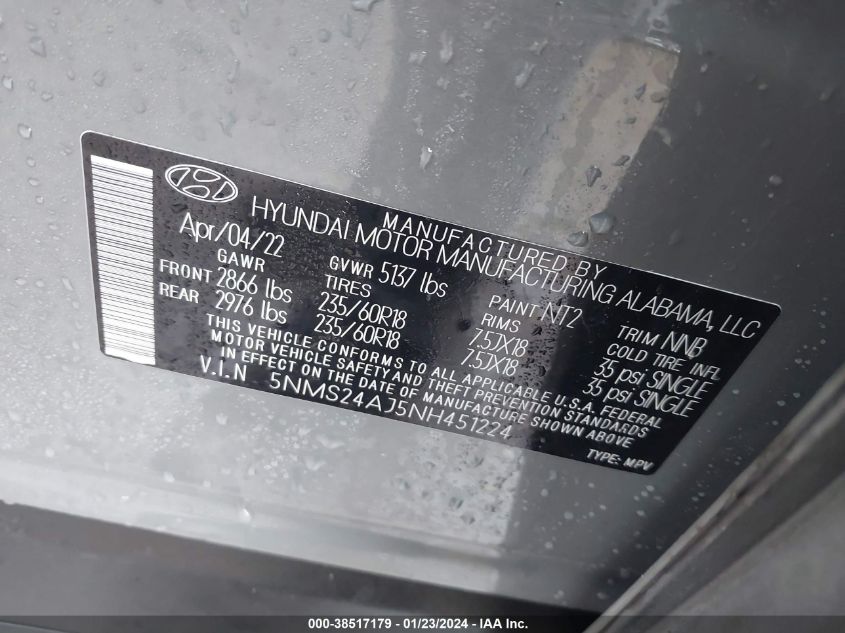 MANUFACTURED BY
HYUNDAI MOTOR MANUFACTURING ALABAMA, LLC
Apr/04/22
GAWR GVWR 5137 lbs PAINT NT2 TRIM NNB
FRONT 2866 lbs TIRES 235/60R18 RIMS 7.5JX18 COLD TIRE INFL 35 psi SINGLE
REAR 2976 lbs 235/60R18 7.5JX18 35 psi SINGLE
THIS VEHICLE CONFORMS TO ALL APPLICABLE U.S.A. FEDERAL
MOTOR VEHICLE SAFETY AND THEFT PREVENTION STANDARDS
IN EFFECT ON THE DATE OF MANUFACTURE SHOWN ABOVE
V.I.N 5NMS24AJ5NH451224
TYPE: MPV
000-38517179 - 01/23/2024 - IAA Inc.